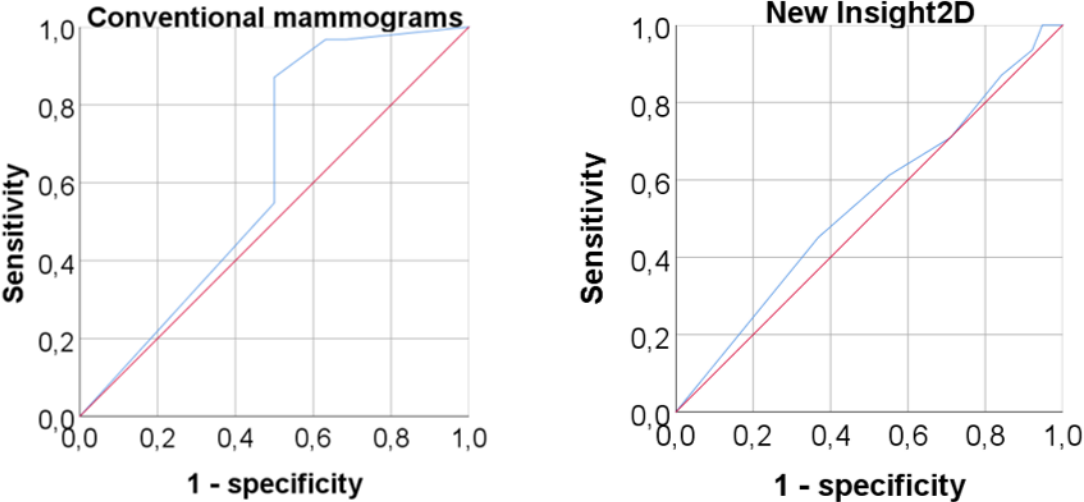 Conventional mammograms
1,0
0,8
0,6
0,4
0,2
0,0
0,0 0,2 0,4 0,6 0,8 1,0
Sensitivity
1 - specificity
New Insight2D
1,0
0,8
0,6
0,4
0,2
0,0
0,0 0,2 0,4 0,6 0,8 1,0
Sensitivity
1 - specificity